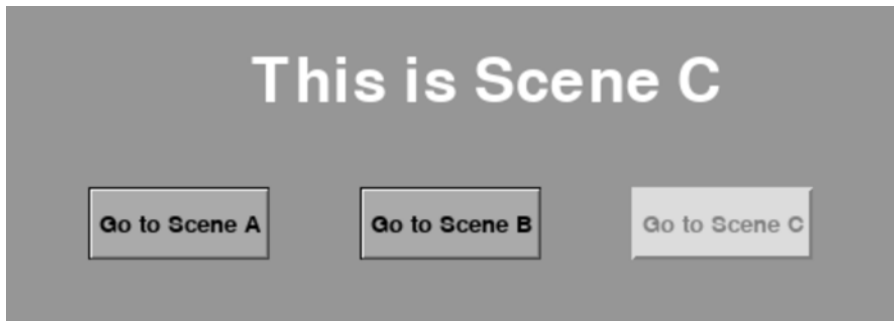 This is Scene C
Go to Scene A
Go to Scene B
Go to Scene C